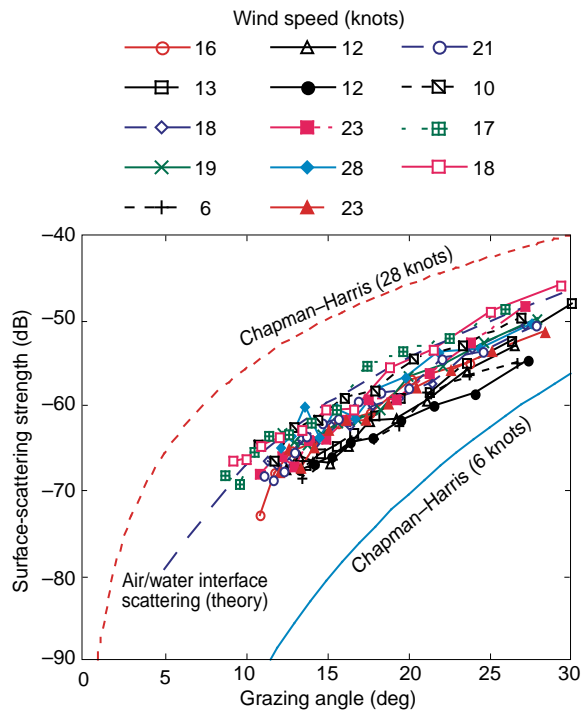 Wind speed (knots)
16 12 21
13 12 10
18 23 17
19 28 18
6 23
Surface-scattering strength (dB)
–40
–50
–60
–70
–80
–90
Chapman–Harris (28 knots)
Chapman–Harris (6 knots)
Air/water interface
scattering (theory)
0 5 10 15 20 25 30
Grazing angle (deg)